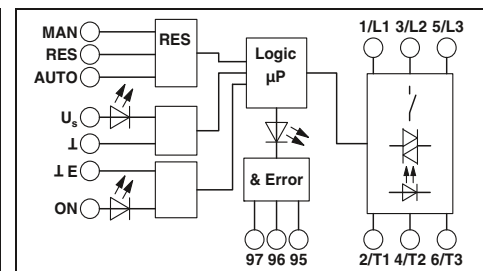 MAN
RES
AUTO
RES
Us
⊥
⊥ E
ON
Logic
µP
& Error
97 96 95
1/L1 3/L2 5/L3
2/T1 4/T2 6/T3